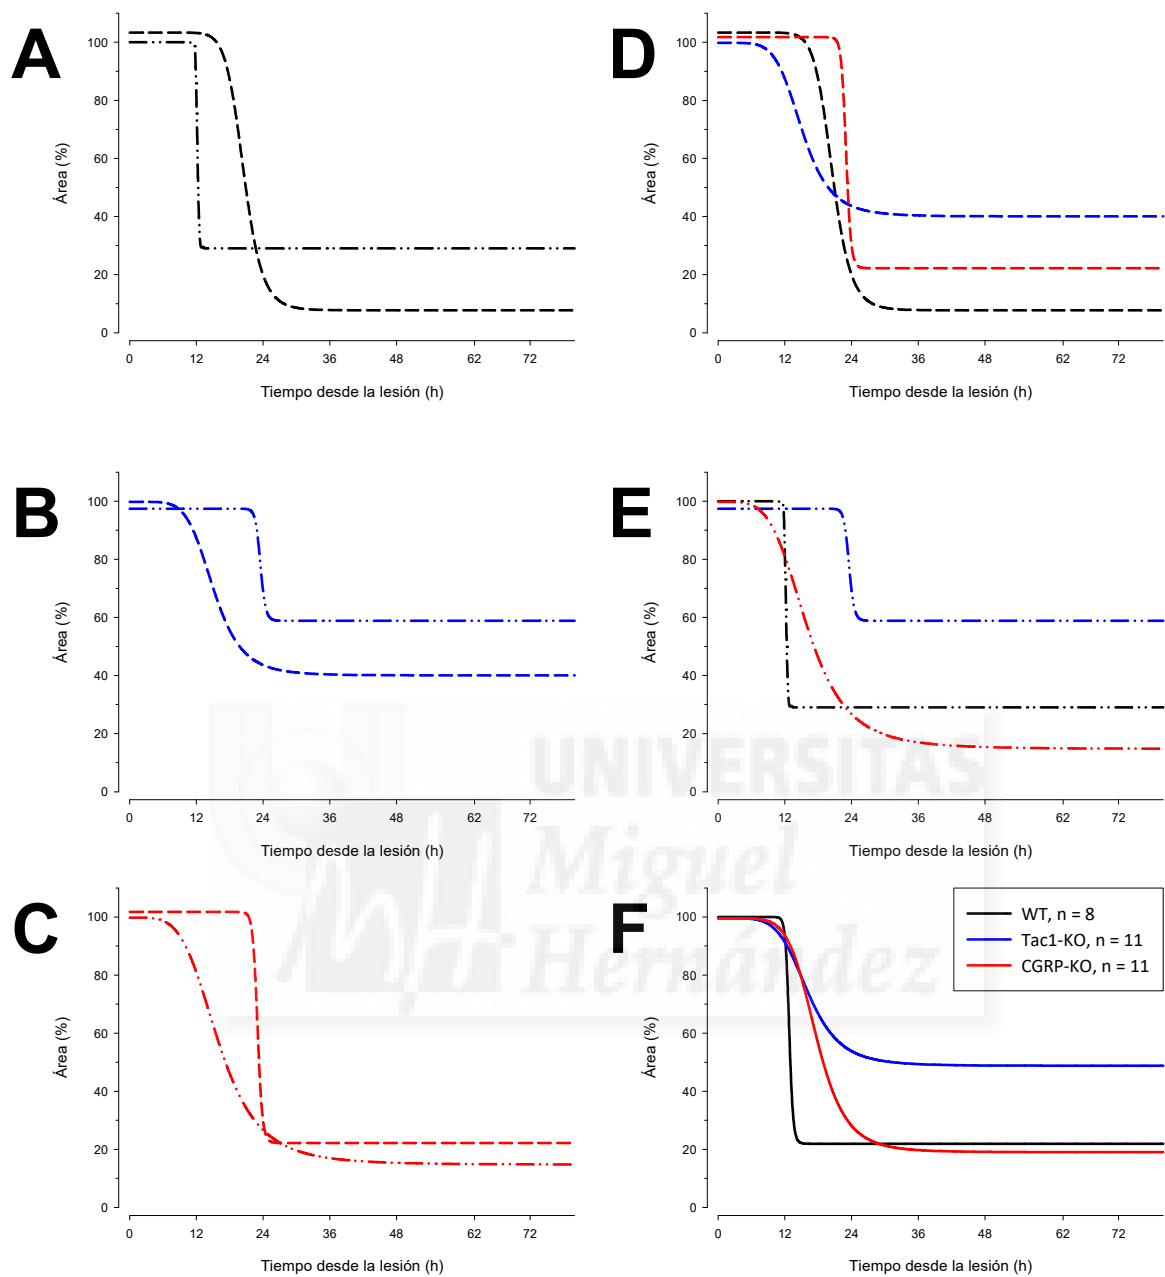 A
100
80
60
40
20
0
Área (%)
0 12 24 36 48 62 72
Tiempo desde la lesión (h)
D
100
80
60
40
20
0
Área (%)
0 12 24 36 48 62 72
Tiempo desde la lesión (h)
B
100
80
60
40
20
0
Área (%)
0 12 24 36 48 62 72
Tiempo desde la lesión (h)
E
100
80
60
40
20
0
Área (%)
0 12 24 36 48 62 72
Tiempo desde la lesión (h)
UNIVERSITAS
Miguel
Hernández
C
100
80
60
40
20
0
Área (%)
0 12 24 36 48 62 72
Tiempo desde la lesión (h)
F
100
80
60
40
20
0
Área (%)
0 12 24 36 48 62 72
Tiempo desde la lesión (h)
WT, n = 8
Tac1-KO, n = 11
CGRP-KO, n = 11